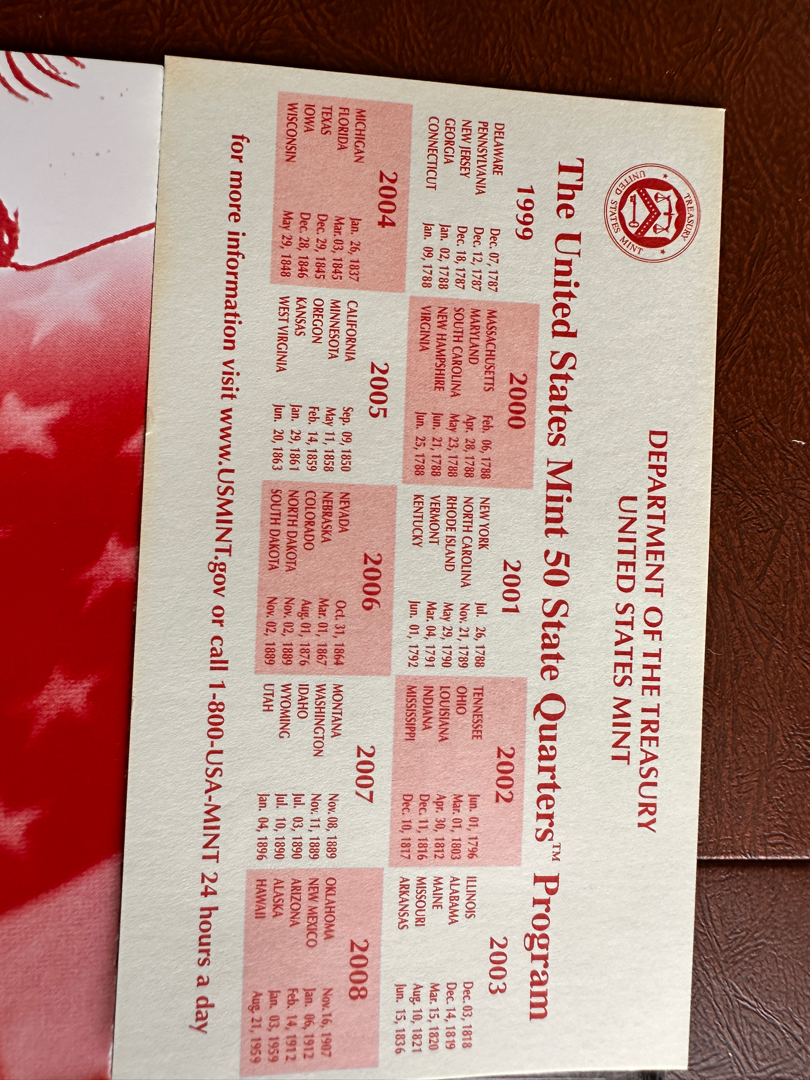 TREASURY
UNITED STATES MINT
DEPARTMENT OF THE TREASURY
UNITED STATES MINT
The United States Mint 50 State Quarters™ Program
1999
DELAWARE Dec. 07, 1787
PENNSYLVANIA Dec. 12, 1787
NEW JERSEY Dec. 18, 1787
GEORGIA Jan. 02, 1788
CONNECTICUT Jan. 09, 1788
2000
MASSACHUSETTS Feb. 06, 1788
MARYLAND Apr. 28, 1788
SOUTH CAROLINA May 23, 1788
NEW HAMPSHIRE Jun. 21, 1788
VIRGINIA Jun. 25, 1788
2001
NEW YORK Jul. 26, 1788
NORTH CAROLINA Nov. 21, 1789
RHODE ISLAND May 29, 1790
VERMONT Mar. 04, 1791
KENTUCKY Jun. 01, 1792
2002
TENNESSEE Jun. 01, 1796
OHIO Mar. 01, 1803
LOUISIANA Apr. 30, 1812
INDIANA Dec. 11, 1816
MISSISSIPPI Dec. 10, 1817
2003
ILLINOIS Dec. 03, 1818
ALABAMA Dec. 14, 1819
MAINE Mar. 15, 1820
MISSOURI Aug. 10, 1821
ARKANSAS Jun. 15, 1836
2004
MICHIGAN Jan. 26, 1837
FLORIDA Mar. 03, 1845
TEXAS Dec. 29, 1845
IOWA Dec. 28, 1846
WISCONSIN May 29, 1848
2005
CALIFORNIA Sep. 09, 1850
MINNESOTA May 11, 1858
OREGON Feb. 14, 1859
KANSAS Jan. 29, 1861
WEST VIRGINIA Jun. 20, 1863
2006
NEVADA Oct. 31, 1864
NEBRASKA Mar. 01, 1867
COLORADO Aug. 01, 1876
NORTH DAKOTA Nov. 02, 1889
SOUTH DAKOTA Nov. 02, 1889
2007
MONTANA Nov. 08, 1889
WASHINGTON Nov. 11, 1889
IDAHO Jul. 03, 1890
WYOMING Jul. 10, 1890
UTAH Jan. 04, 1896
2008
OKLAHOMA Nov. 16, 1907
NEW MEXICO Jan. 06, 1912
ARIZONA Feb. 14, 1912
ALASKA Jan. 03, 1959
HAWAII Aug. 21, 1959
for more information visit www.USMINT.gov or call 1-800-USA-MINT 24 hours a day